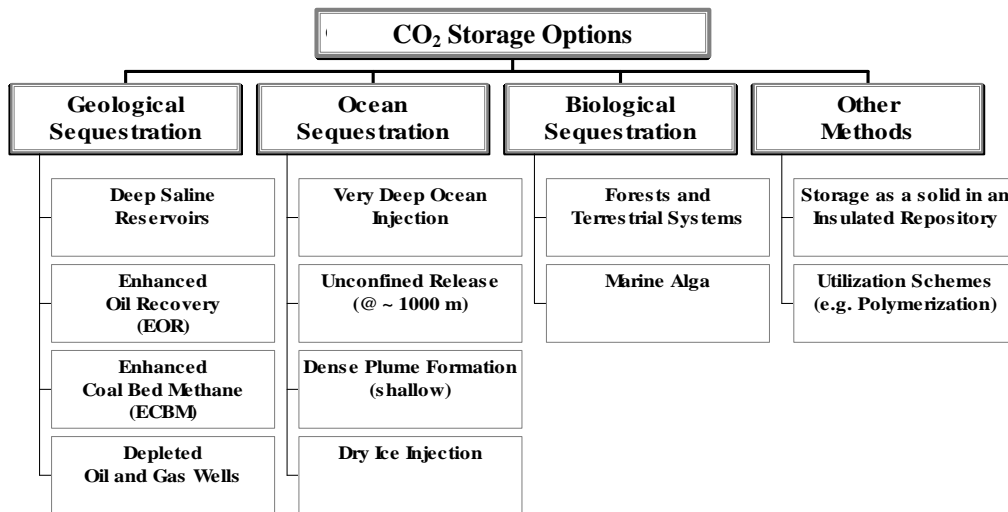 CO₂ Storage Options
Geological
Sequestration
Ocean
Sequestration
Biological
Sequestration
Other
Methods
Deep Saline
Reservoirs
Enhanced
Oil Recovery
(EOR)
Enhanced
Coal Bed Methane
(ECBM)
Depleted
Oil and Gas Wells
Very Deep Ocean
Injection
Unconfined Release
(@ ~ 1000 m)
Dense Plume Formation
(shallow)
Dry Ice Injection
Forests and
Terrestrial Systems
Marine Alga
Storage as a solid in an
Insulated Repository
Utilization Schemes
(e.g. Polymerization)